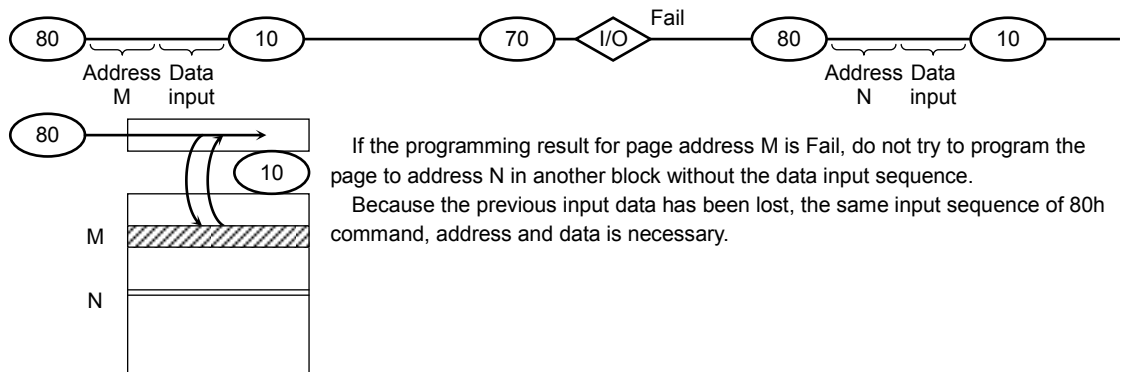 Fail
80 10 70 I/O 80 10
Address Data Address Data
M input N input
80
If the programming result for page address M is Fail, do not try to program the
10
page to address N in another block without the data input sequence.
Because the previous input data has been lost, the same input sequence of 80h
M
command, address and data is necessary.
N